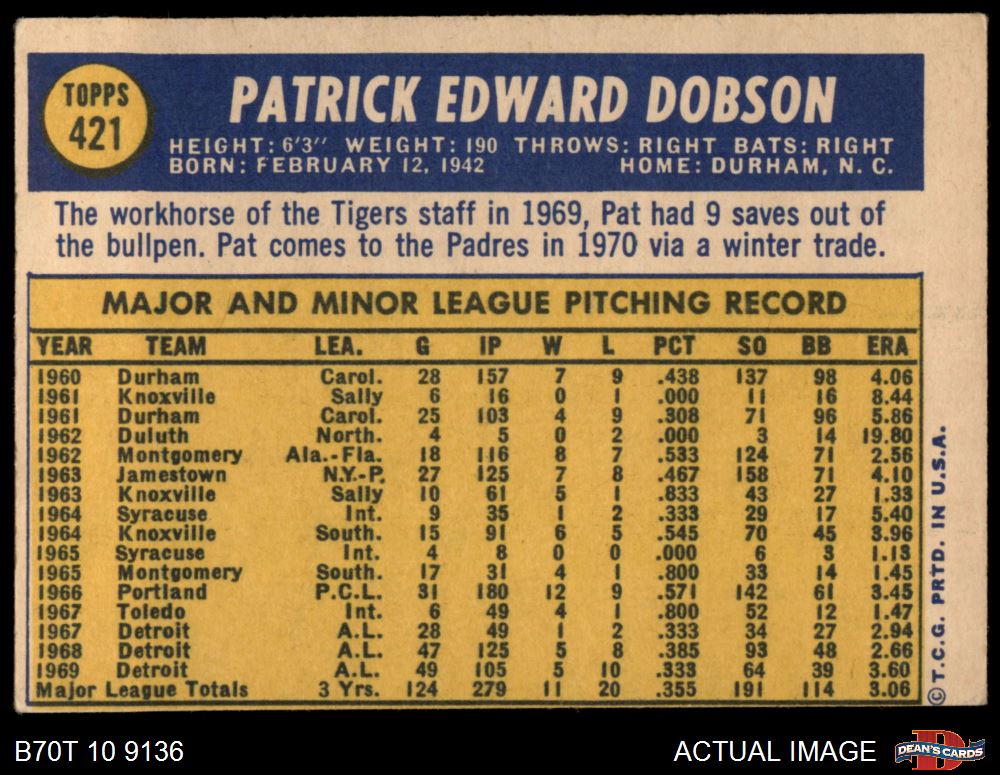 TOPPS
421
PATRICK EDWARD DOBSON
HEIGHT: 6'3" WEIGHT: 190 THROWS: RIGHT BATS: RIGHT
BORN: FEBRUARY 12, 1942 HOME: DURHAM, N. C.
The workhorse of the Tigers staff in 1969, Pat had 9 saves out of
the bullpen. Pat comes to the Padres in 1970 via a winter trade.
MAJOR AND MINOR LEAGUE PITCHING RECORD
YEAR TEAM LEA. G IP W L PCT SO BB ERA
1960 Durham Carol. 28 157 7 9 .438 137 98 4.06
1961 Knoxville Sally 6 16 0 1 .000 11 16 8.44
1961 Durham Carol. 25 103 4 9 .308 71 96 5.86
1962 Duluth North. 4 5 0 2 .000 3 14 19.80
1962 Montgomery Ala.-Fla. 18 116 8 7 .533 124 71 2.56
1963 Jamestown N.Y.-P. 27 125 7 8 .467 158 71 4.10
1963 Knoxville Sally 10 61 5 1 .833 43 27 1.33
1964 Syracuse Int. 9 35 1 2 .333 29 17 5.40
1964 Knoxville South. 15 91 6 5 .545 70 45 3.96
1965 Syracuse Int. 4 8 0 0 .000 6 3 1.13
1965 Montgomery South. 17 31 4 1 .800 33 14 1.45
1966 Portland P.C.L. 31 180 12 9 .571 142 61 3.45
1967 Toledo Int. 6 49 4 1 .800 52 12 1.47
1967 Detroit A.L. 28 49 1 2 .333 34 27 2.94
1968 Detroit A.L. 47 125 5 8 .385 93 48 2.66
1969 Detroit A.L. 49 105 5 10 .333 64 39 3.60
Major League Totals 3 Yrs. 124 279 11 20 .355 191 114 3.06
© T.C.G. PRTD. IN U.S.A.
B70T 10 9136 ACTUAL IMAGE
DEAN'S CARDS